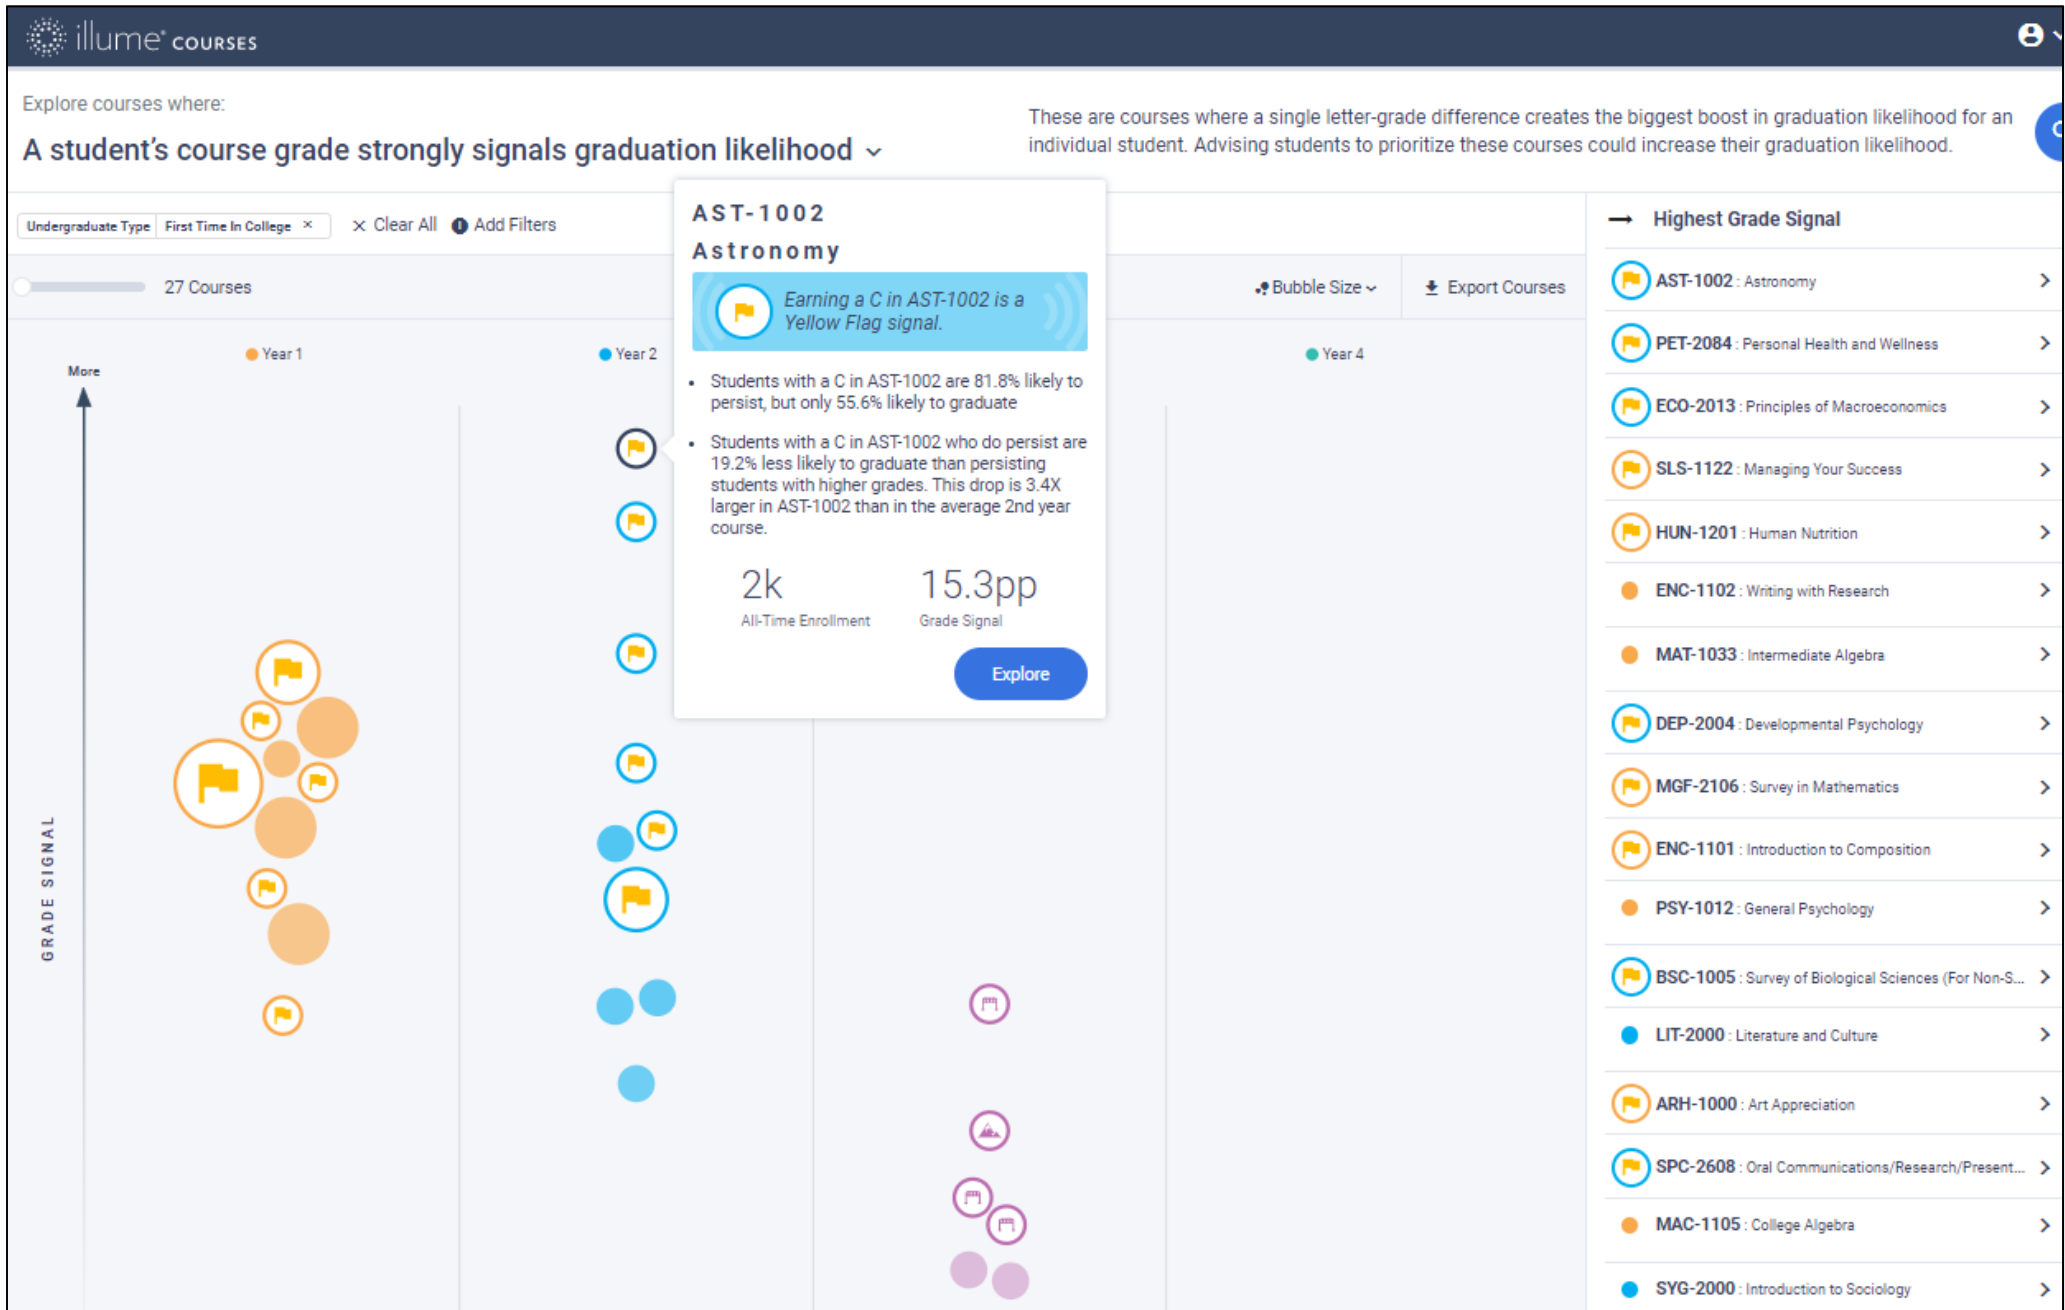 illume® COURSES
Explore courses where:
A student's course grade strongly signals graduation likelihood
These are courses where a single letter-grade difference creates the biggest boost in graduation likelihood for an
individual student. Advising students to prioritize these courses could increase their graduation likelihood.
Undergraduate Type First Time In College × × Clear All Add Filters
27 Courses
Bubble Size
Export Courses
Year 1
Year 2
Year 4
More
GRADE SIGNAL
AST-1002
Astronomy
Earning a C in AST-1002 is a
Yellow Flag signal.
• Students with a C in AST-1002 are 81.8% likely to
persist, but only 55.6% likely to graduate
• Students with a C in AST-1002 who do persist are
19.2% less likely to graduate than persisting
students with higher grades. This drop is 3.4X
larger in AST-1002 than in the average 2nd year
course.
2k 15.3pp
All-Time Enrollment Grade Signal
Explore
→ Highest Grade Signal
AST-1002 : Astronomy
PET-2084 : Personal Health and Wellness
ECO-2013 : Principles of Macroeconomics
SLS-1122 : Managing Your Success
HUN-1201 : Human Nutrition
ENC-1102 : Writing with Research
MAT-1033 : Intermediate Algebra
DEP-2004 : Developmental Psychology
MGF-2106 : Survey in Mathematics
ENC-1101 : Introduction to Composition
PSY-1012 : General Psychology
BSC-1005 : Survey of Biological Sciences (For Non-S...
LIT-2000 : Literature and Culture
ARH-1000 : Art Appreciation
SPC-2608 : Oral Communications/Research/Present...
MAC-1105 : College Algebra
SYG-2000 : Introduction to Sociology